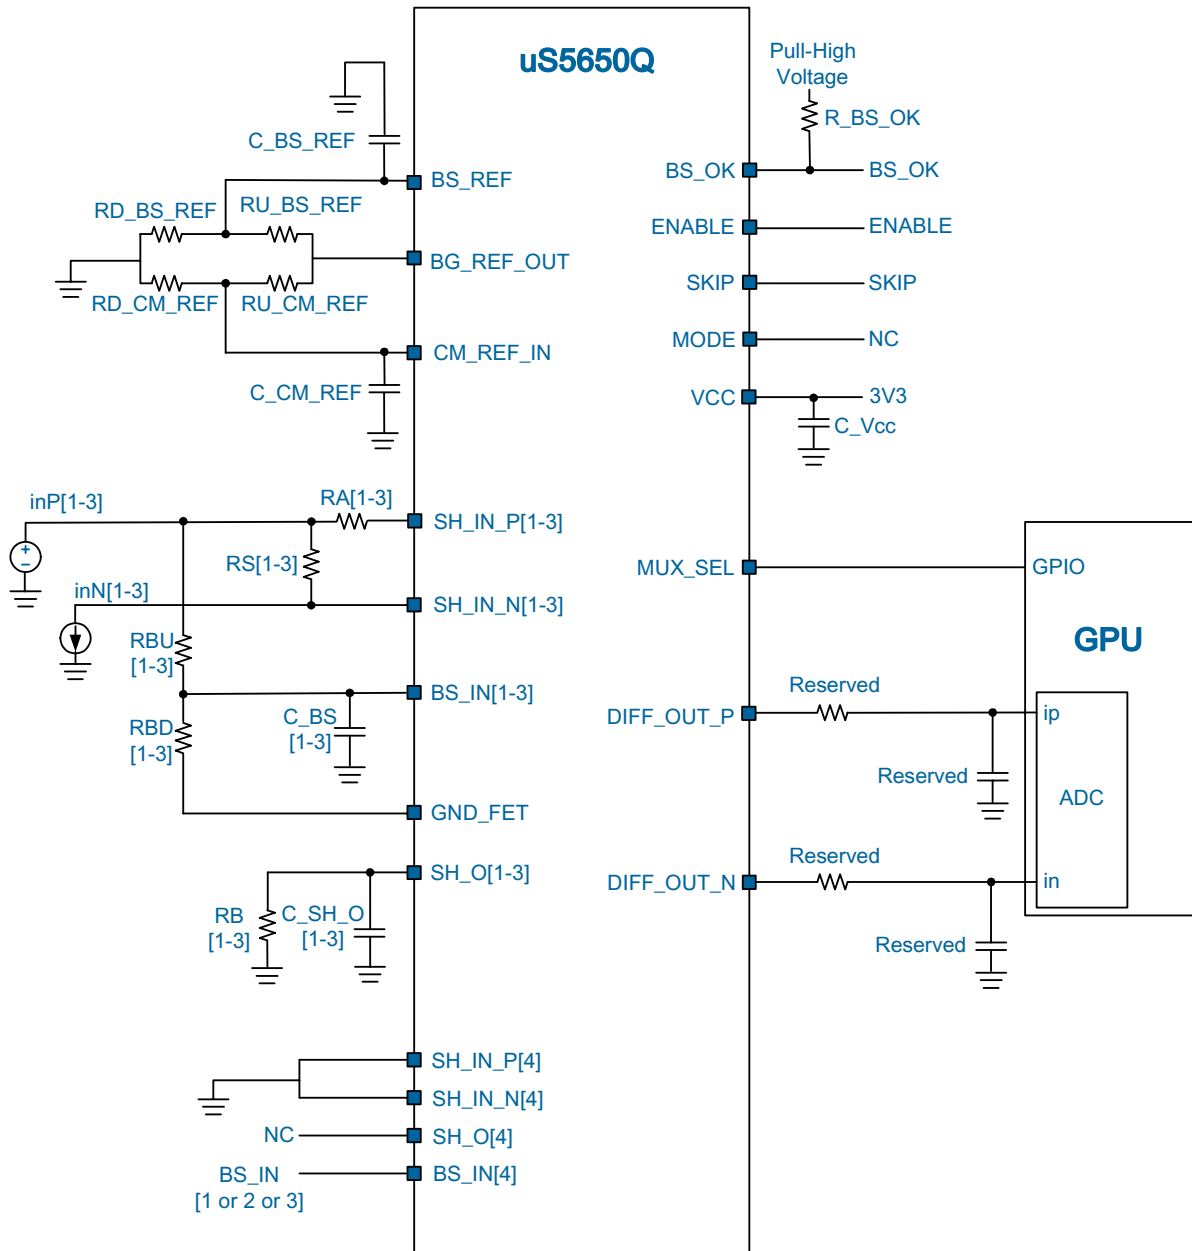 uS5650Q
Pull-High
Voltage
R_BS_OK
C_BS_REF
BS_REF
BS_OK
BS_OK
RD_BS_REF
RU_BS_REF
ENABLE
ENABLE
BG_REF_OUT
SKIP
SKIP
RD_CM_REF
RU_CM_REF
MODE
NC
CM_REF_IN
C_CM_REF
VCC
3V3
C_Vcc
inP[1-3]
RA[1-3]
SH_IN_P[1-3]
+
−
RS[1-3]
MUX_SEL
GPIO
inN[1-3]
SH_IN_N[1-3]
GPU
RBU
[1-3]
BS_IN[1-3]
Reserved
RBD
[1-3]
C_BS
[1-3]
DIFF_OUT_P
ip
Reserved
ADC
GND_FET
SH_O[1-3]
Reserved
DIFF_OUT_N
in
RB
[1-3]
C_SH_O
[1-3]
Reserved
SH_IN_P[4]
SH_IN_N[4]
NC
SH_O[4]
BS_IN
[1 or 2 or 3]
BS_IN[4]